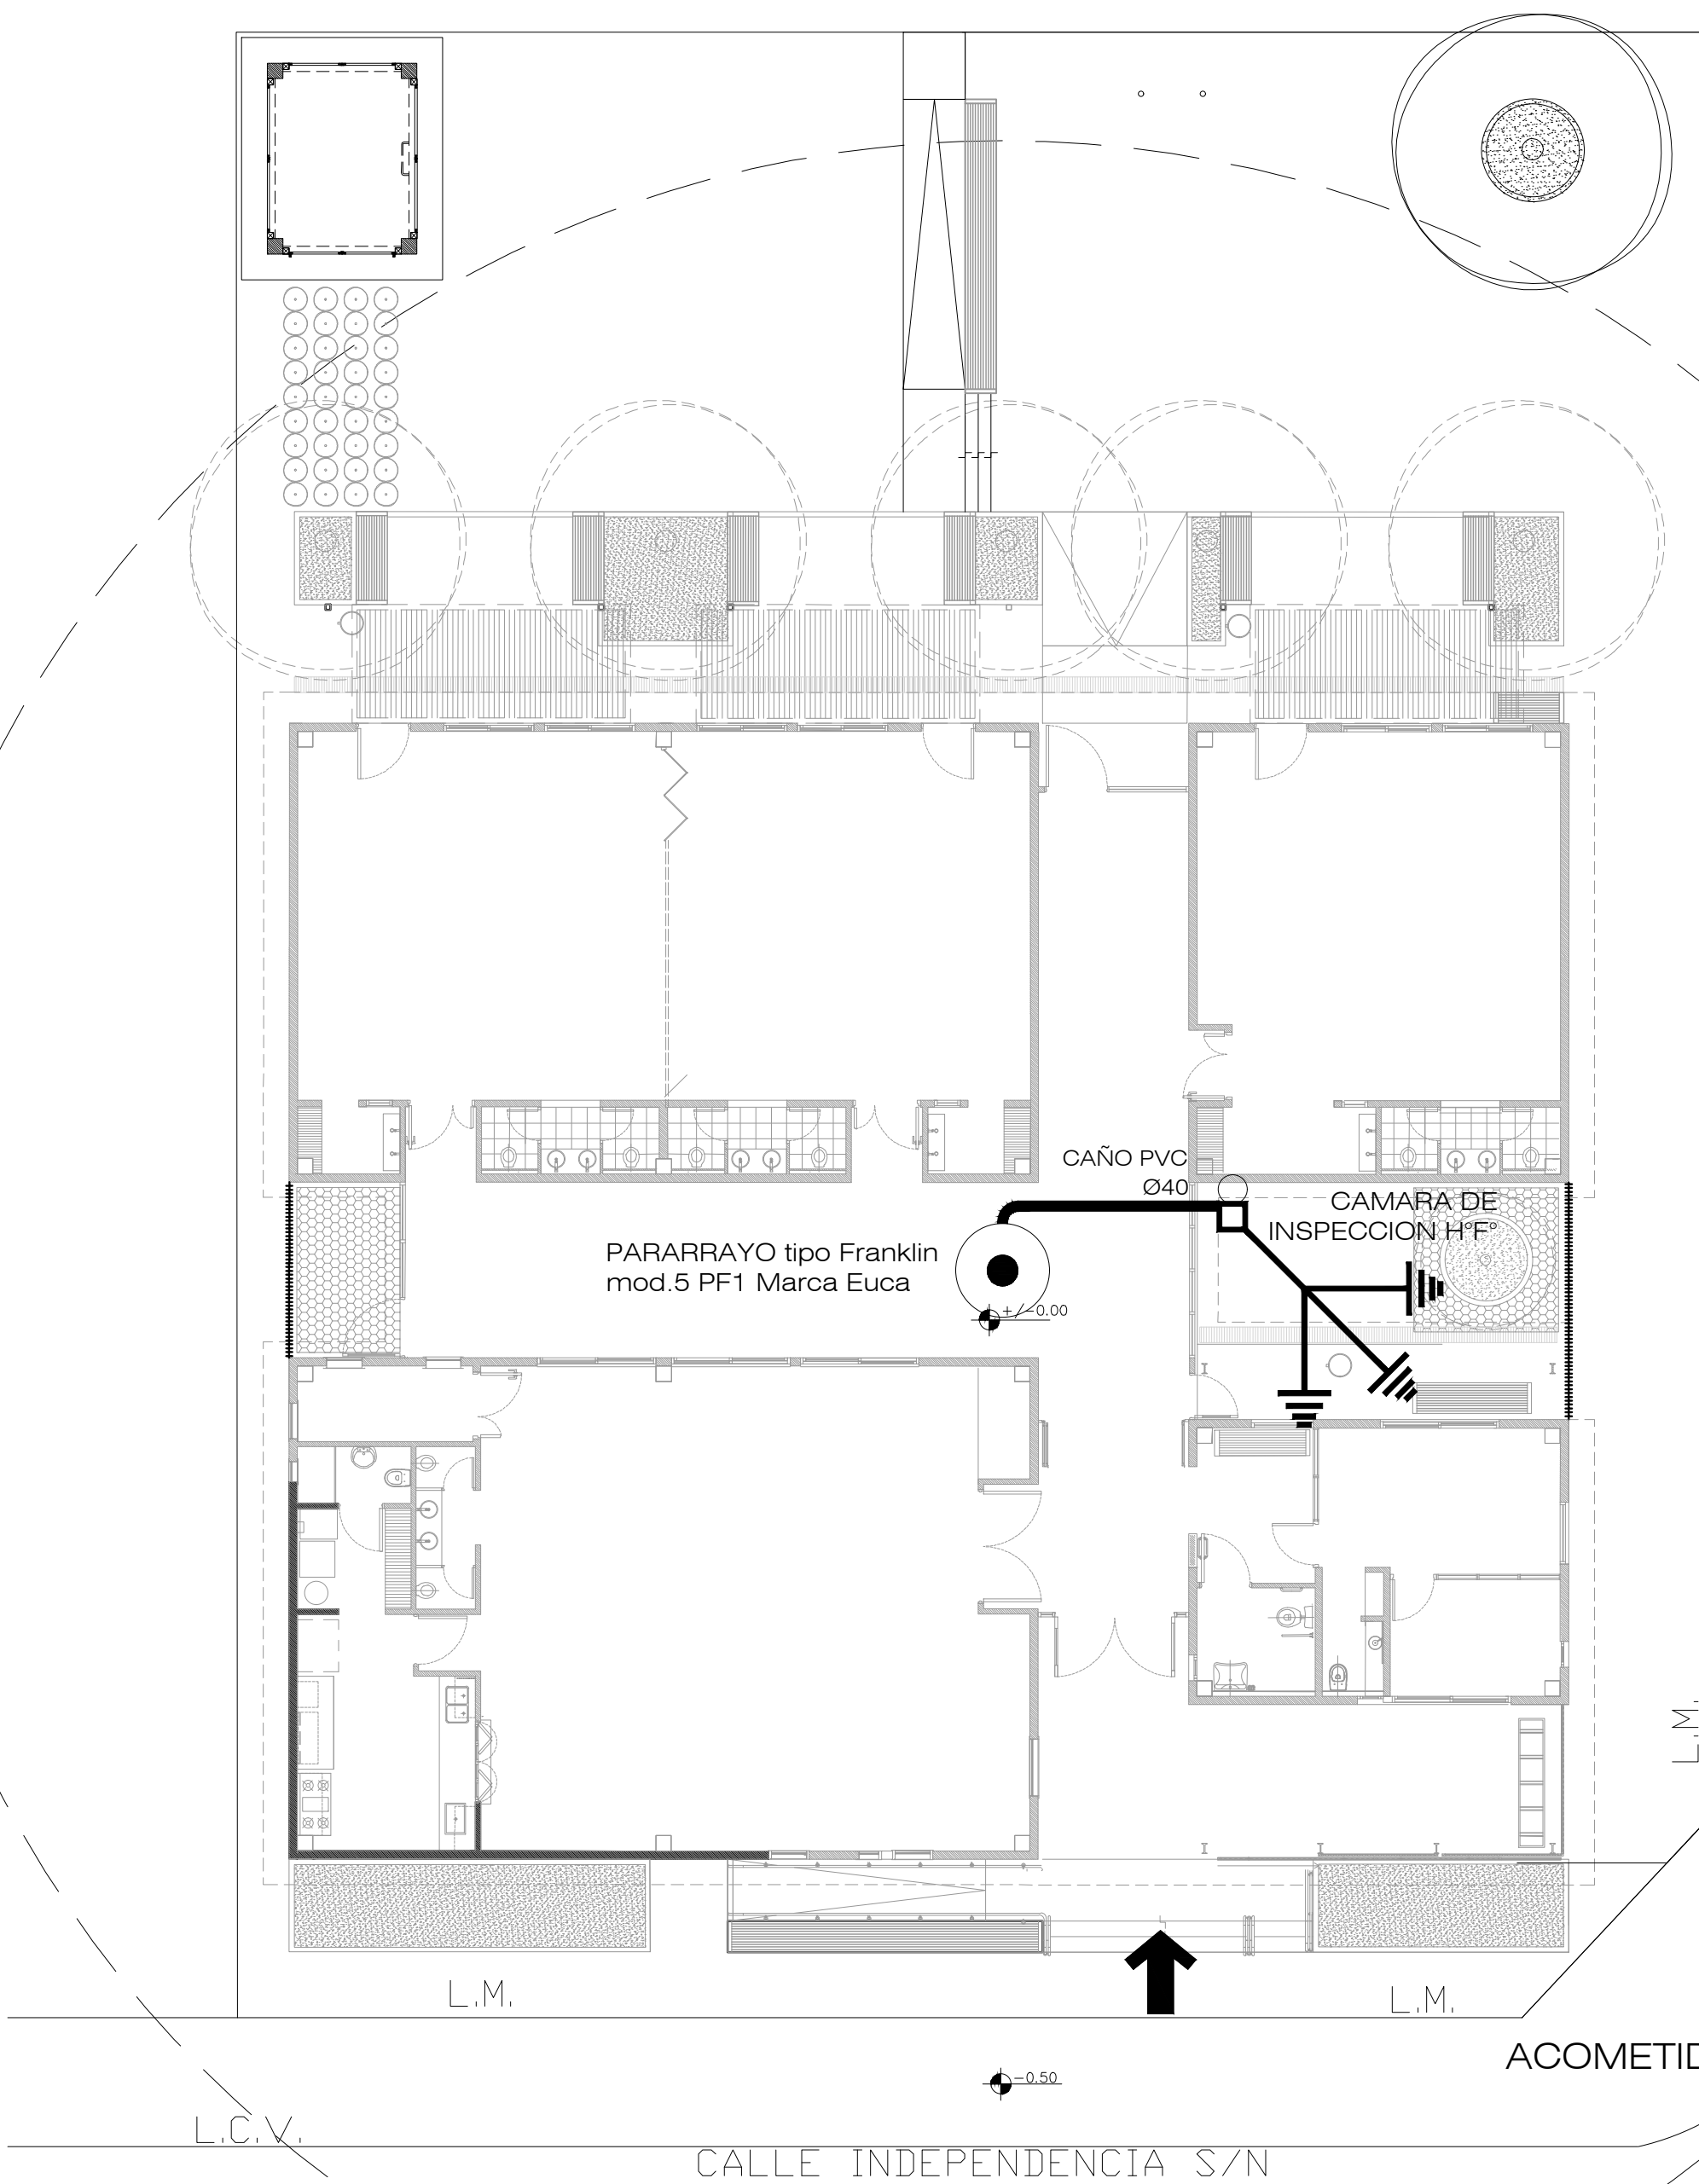 CAÑO PVC
Ø40
CAMARA DE
INSPECCION H°F°
PARARRAYO tipo Franklin
mod.5 PF1 Marca Euca
+/-0.00
L.M.
L.M.
L.M.
ACOMETID
-0.50
L.C.V.
CALLE INDEPENDENCIA S/N